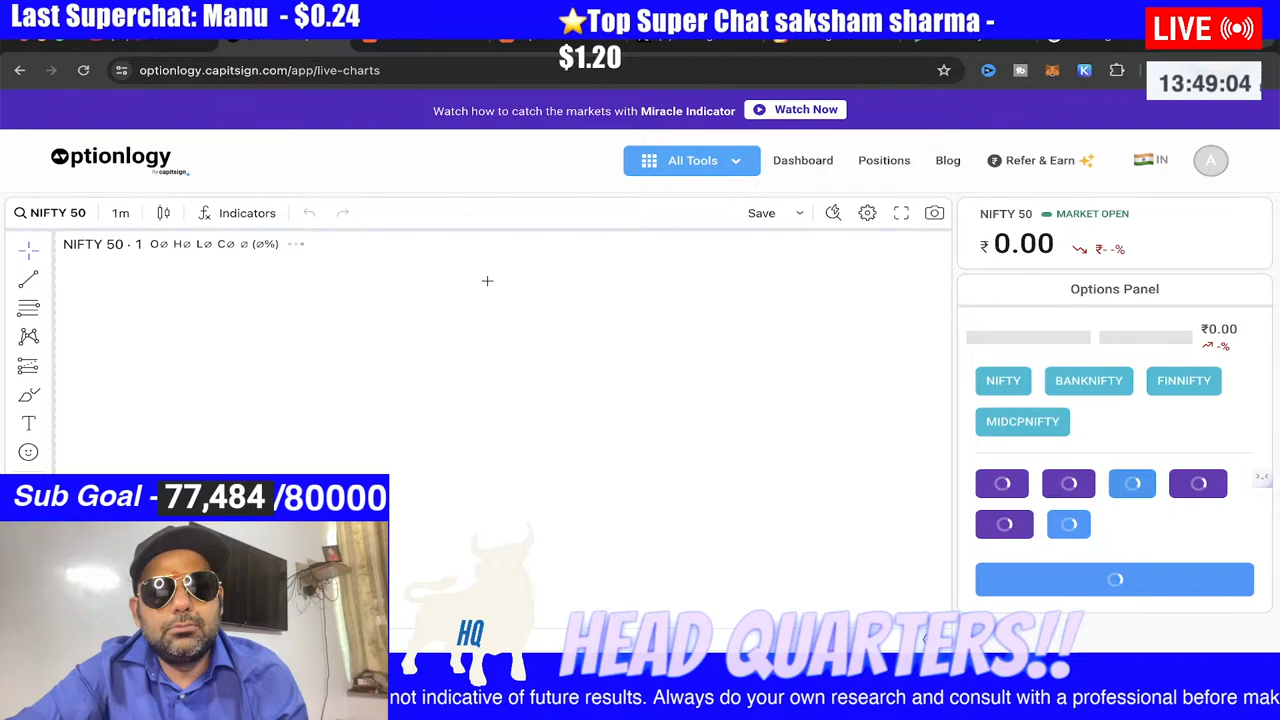 Last Superchat: Manu - $0.24
⭐Top Super Chat saksham sharma -
$1.20
LIVE
13:49:04
optionlogy.capitsign.com/app/live-charts
Watch how to catch the markets with Miracle Indicator
Watch Now
optionlogy
by capitsign
All Tools
Dashboard
Positions
Blog
Refer & Earn ✨
IN
A
NIFTY 50
1m
Indicators
Save
NIFTY 50 · 1 O∅ H∅ L∅ C∅ ∅ (∅%)
NIFTY 50
MARKET OPEN
₹ 0.00
₹- -%
Options Panel
₹0.00
-%
NIFTY
BANKNIFTY
FINNIFTY
MIDCPNIFTY
Sub Goal - 77,484 /80000
HQ
HEAD QUARTERS!!
not indicative of future results. Always do your own research and consult with a professional before mak